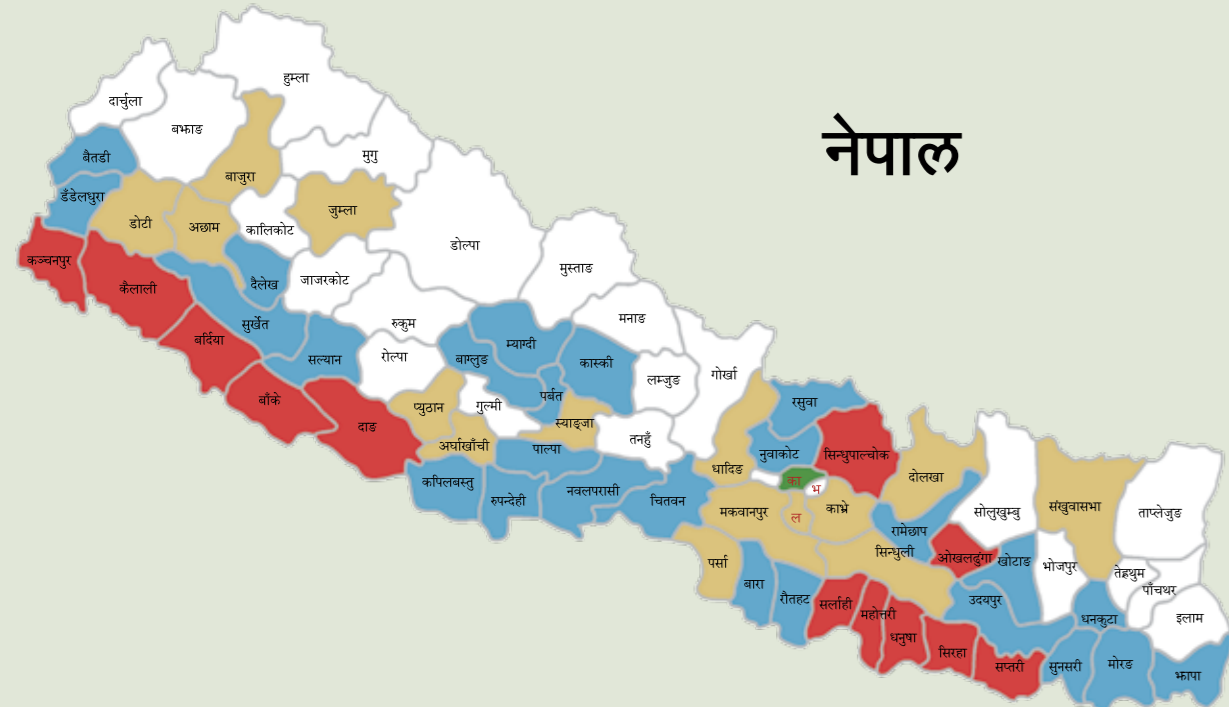 नेपाल
हुम्ला
दार्चुला
बझाङ
बैतडी
मुगु
बाजुरा
डँडेलधुरा
जुम्ला
डोटी
अछाम
कालिकोट
डोल्पा
कञ्चनपुर
मुस्ताङ
जाजरकोट
दैलेख
कैलाली
मनाङ
सुर्खेत
रुकुम
बर्दिया
म्याग्दी
सल्यान
रोल्पा
बाग्लुङ
कास्की
गोर्खा
लम्जुङ
पर्बत
बाँके
रसुवा
प्युठान
गुल्मी
स्याङ्जा
दाङ
तनहुँ
अर्घाखाँची
पाल्पा
नुवाकोट
सिन्धुपाल्चोक
धादिङ
दोलखा
कपिलबस्तु
का
भ
नवलपरासी
रुपन्देही
चितवन
काभ्रे
संखुवासभा
मकवानपुर
ल
सोलुखुम्बु
ताप्लेजुङ
रामेछाप
सिन्धुली
ओखलढुंगा
खोटाङ
पर्सा
भोजपुर
तेह्रथुम
बारा
पाँचथर
रौतहट
सर्लाही
उदयपुर
महोत्तरी
धनकुटा
इलाम
धनुषा
सिरहा
सप्तरी
सुनसरी
मोरङ
झापा